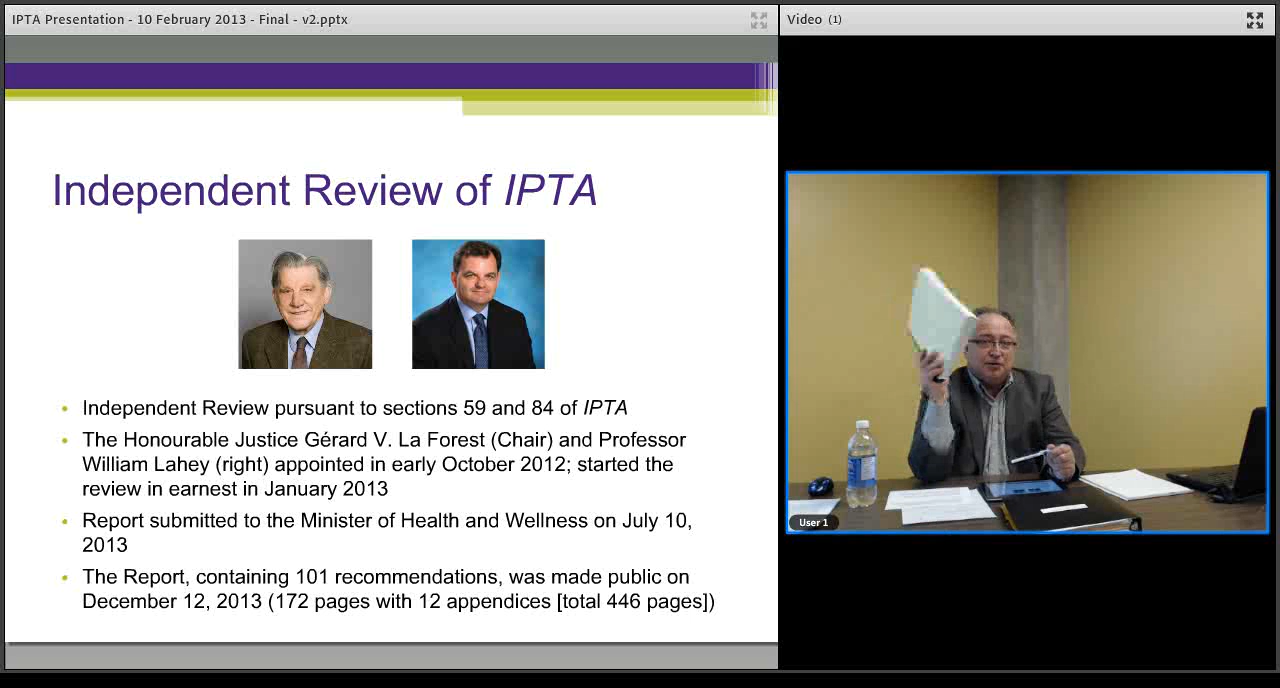 IPTA Presentation - 10 February 2013 - Final - v2.pptx
Video (1)
Independent Review of IPTA
• Independent Review pursuant to sections 59 and 84 of IPTA
• The Honourable Justice Gérard V. La Forest (Chair) and Professor
William Lahey (right) appointed in early October 2012; started the
review in earnest in January 2013
• Report submitted to the Minister of Health and Wellness on July 10,
2013
• The Report, containing 101 recommendations, was made public on
December 12, 2013 (172 pages with 12 appendices [total 446 pages])
User 1